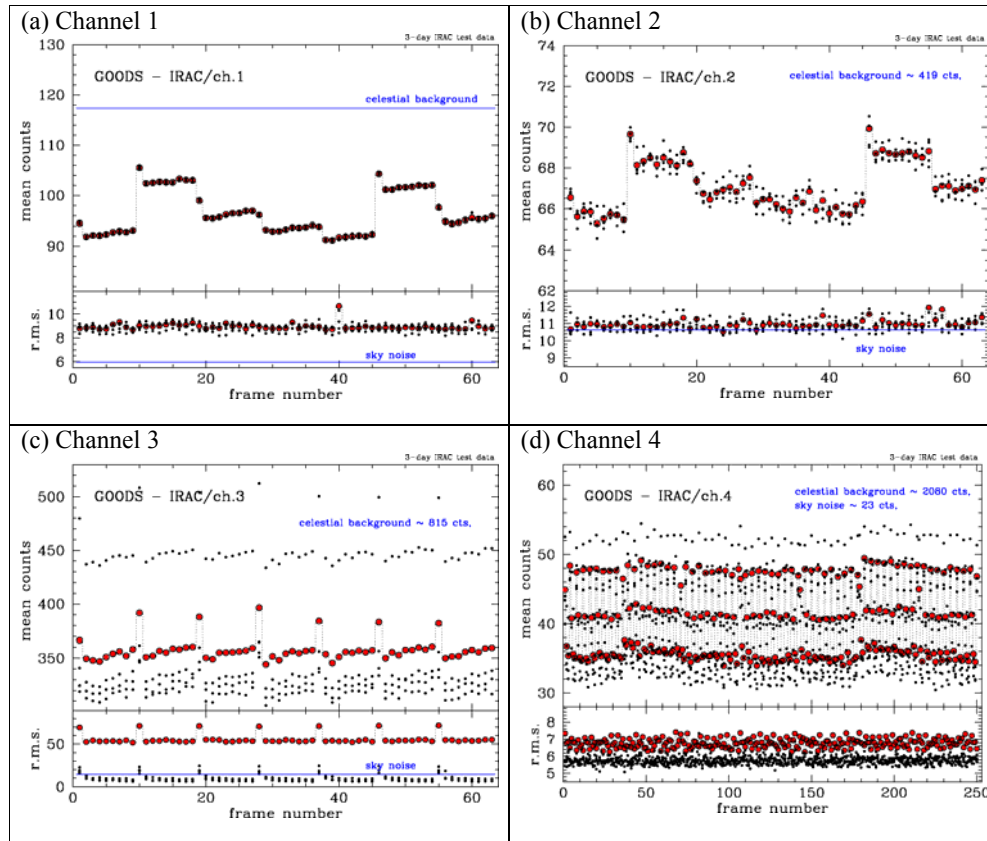 (a) Channel 1
3-day IRAC test data
GOODS – IRAC/ch.1
celestial background
mean counts
130
120
110
100
90
r.m.s.
10
8
6
sky noise
0
20
40
60
frame number
(b) Channel 2
3-day IRAC test data
GOODS – IRAC/ch.2
celestial background ~ 419 cts.
mean counts
74
72
70
68
66
64
62
r.m.s.
12
11
10
9
sky noise
0
20
40
60
frame number
(c) Channel 3
3-day IRAC test data
GOODS – IRAC/ch.3
celestial background ~ 815 cts.
mean counts
500
450
400
350
r.m.s.
50
0
sky noise
0
20
40
60
frame number
(d) Channel 4
3-day IRAC test data
GOODS – IRAC/ch.4
celestial background ~ 2080 cts.
sky noise ~ 23 cts.
mean counts
60
50
40
30
r.m.s.
7
6
5
0
50
100
150
200
250
frame number